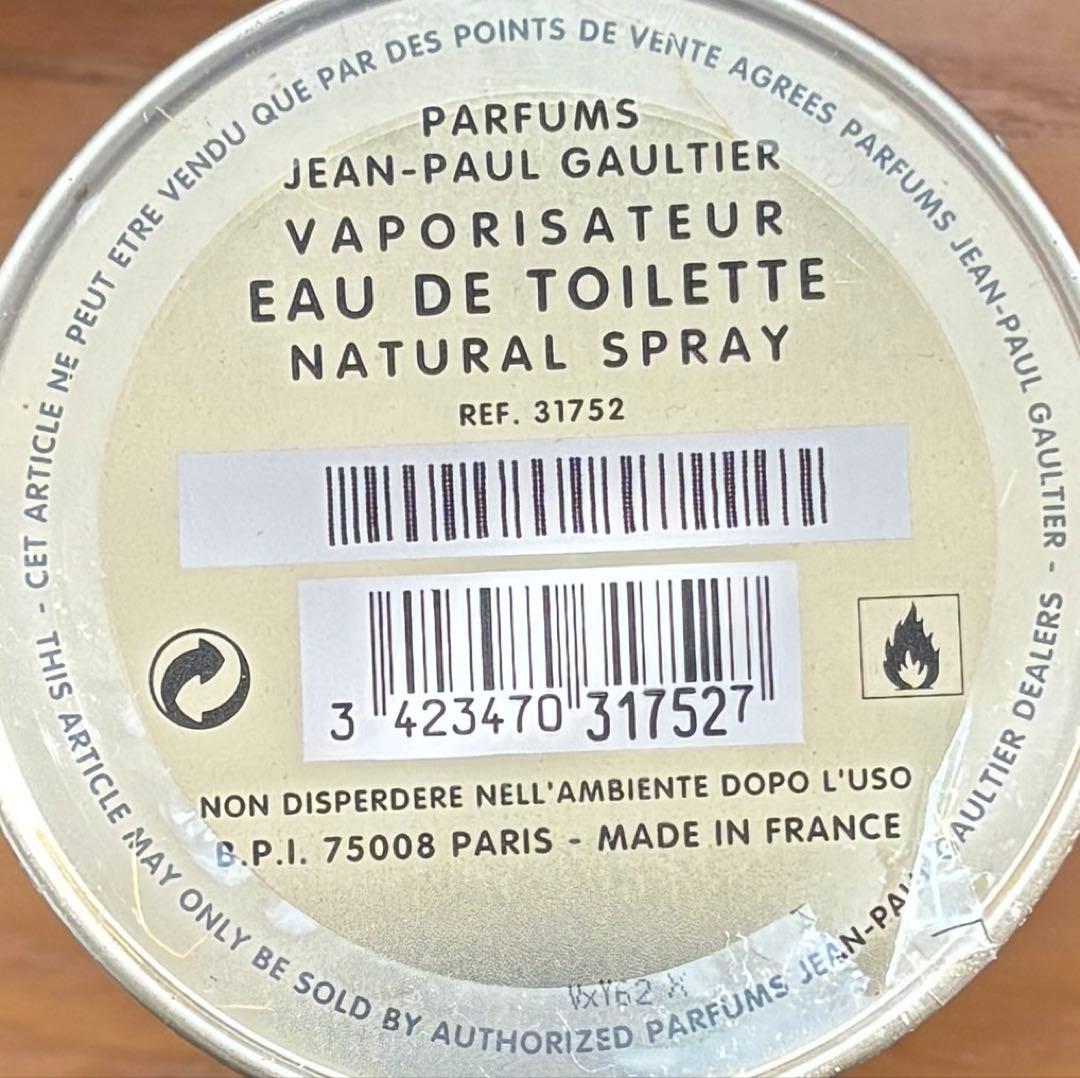 - CET ARTICLE NE PEUT ETRE VENDU QUE PAR DES POINTS DE VENTE AGREES PARFUMS JEAN-PAUL GAULTIER -
PARFUMS
JEAN-PAUL GAULTIER
VAPORISATEUR
EAU DE TOILETTE
NATURAL SPRAY
REF. 31752
3 423470 317527
NON DISPERDERE NELL'AMBIENTE DOPO L'USO
B.P.I. 75008 PARIS - MADE IN FRANCE
THIS ARTICLE MAY ONLY BE SOLD BY AUTHORIZED PARFUMS JEAN-PAUL GAULTIER DEALERS